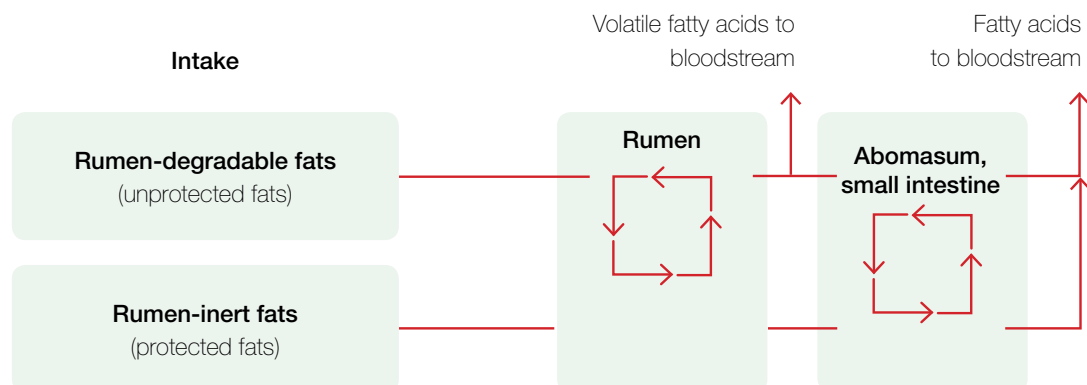 Volatile fatty acids to
bloodstream
Fatty acids
to bloodstream
Intake
Rumen-degradable fats
(unprotected fats)
Rumen
Abomasum,
small intestine
Rumen-inert fats
(protected fats)